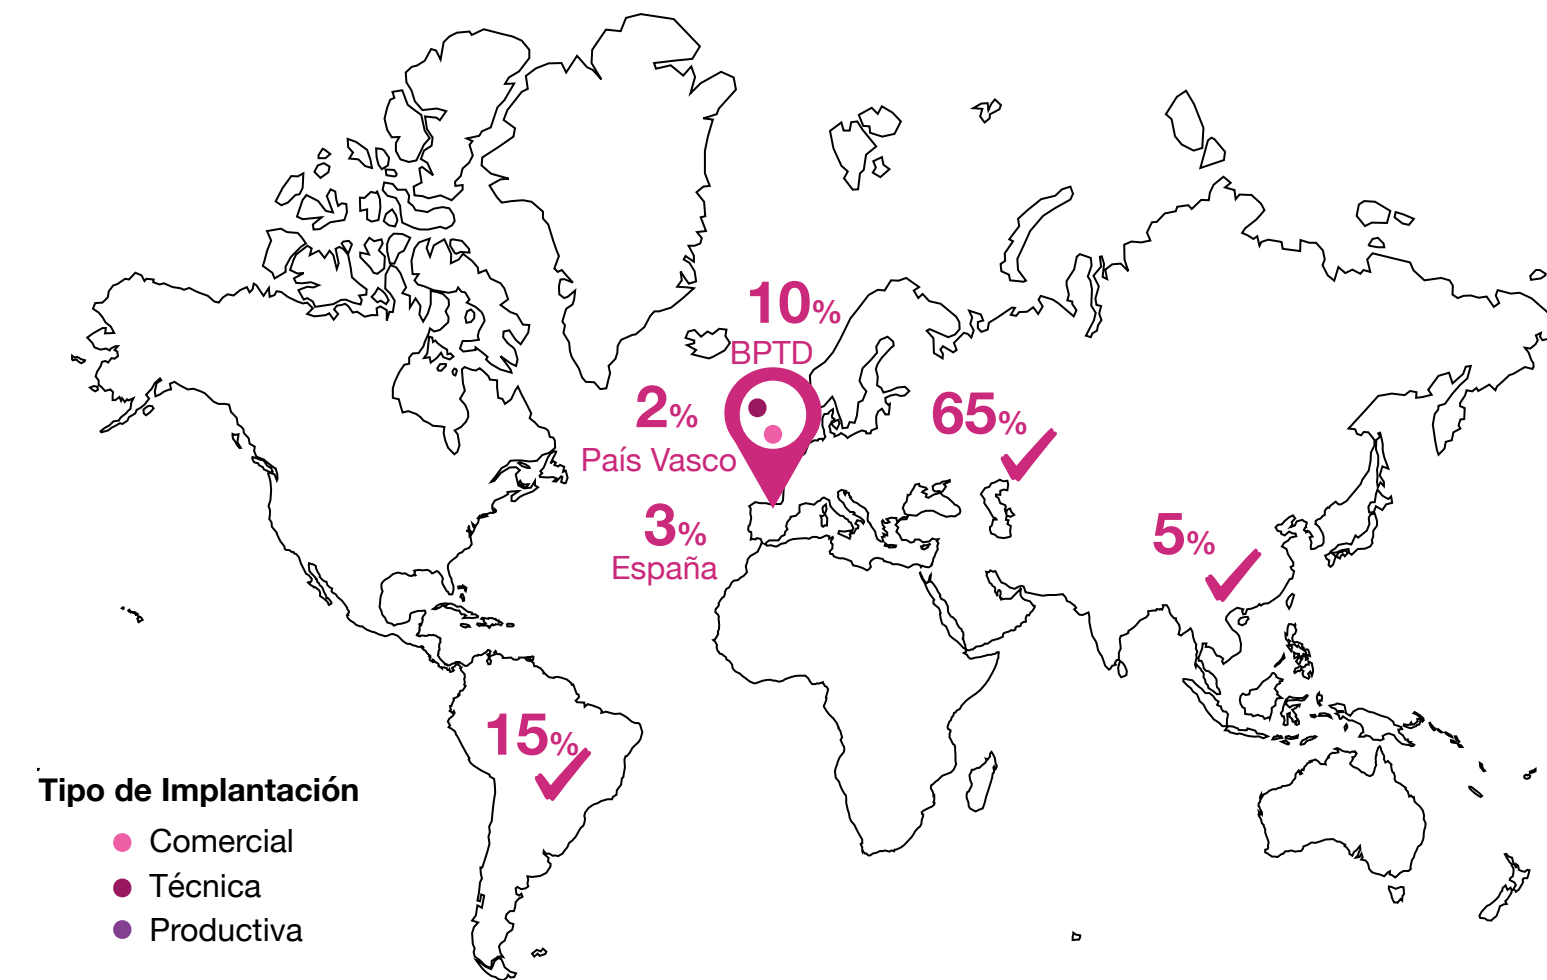 10%
BPTD
2%
País Vasco
65%
3%
España
5%
15%
Tipo de Implantación
Comercial
Técnica
Productiva